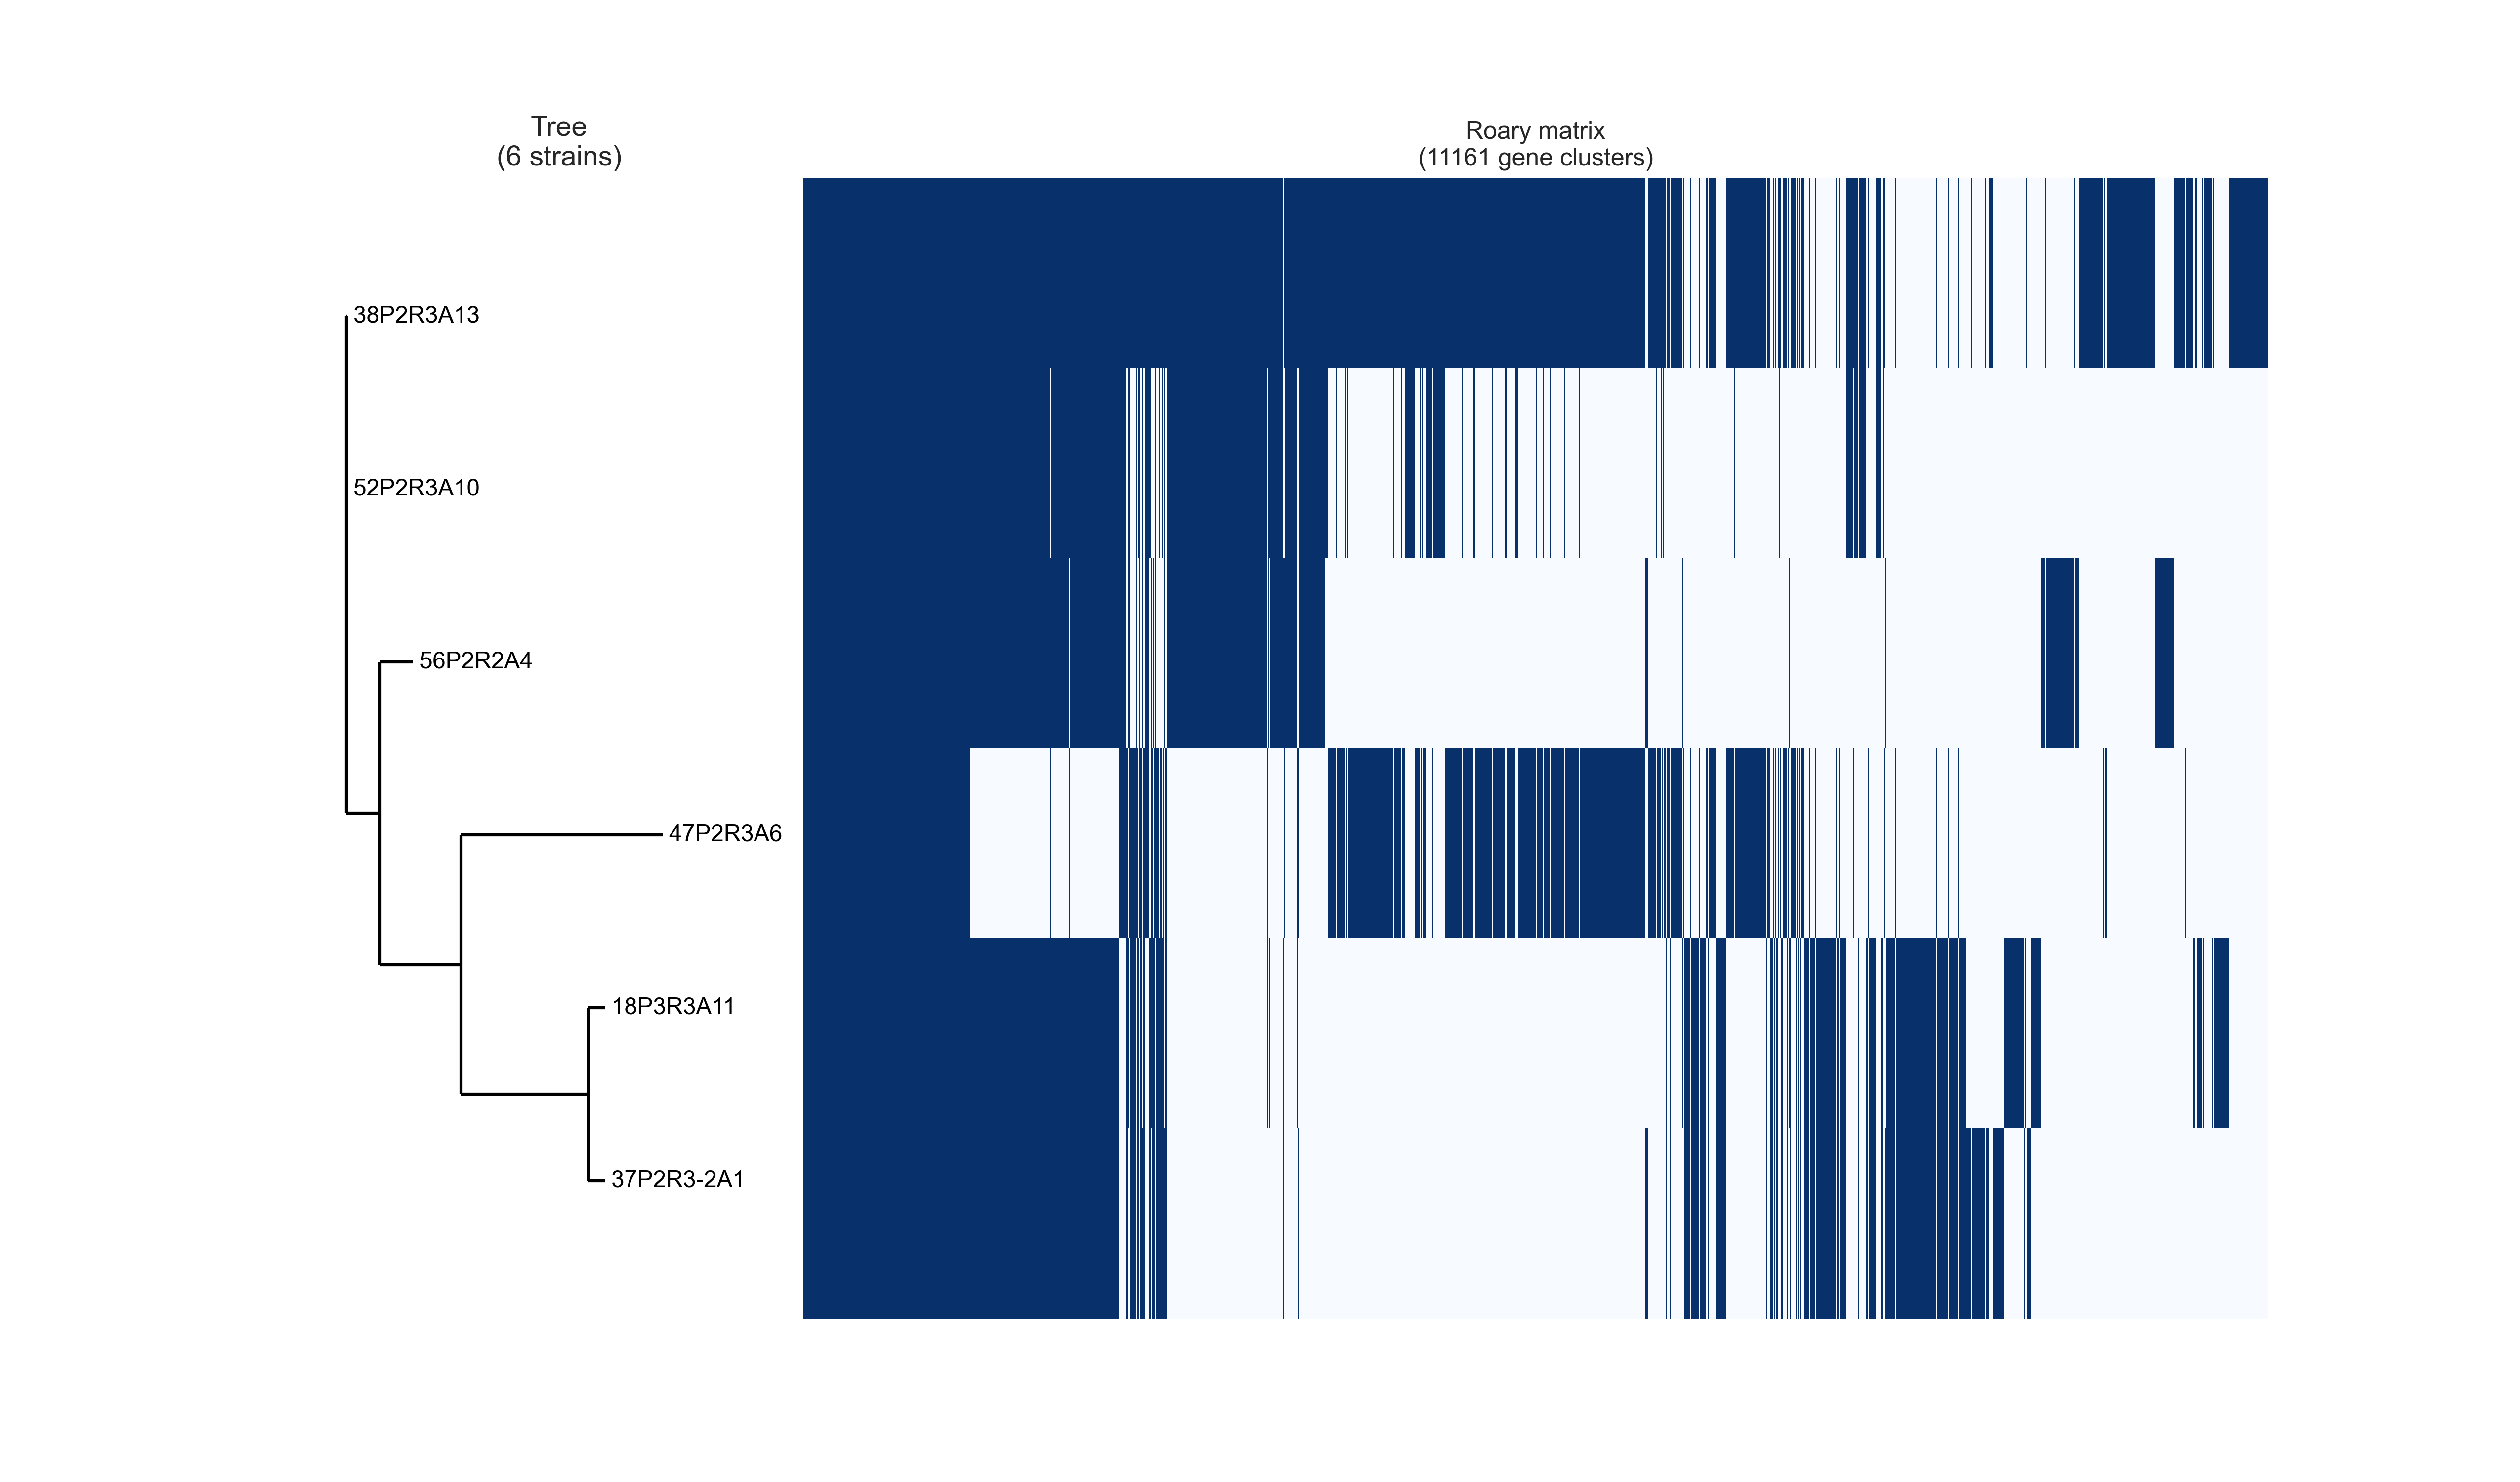 Tree
(6 strains)
Roary matrix
(11161 gene clusters)
38P2R3A13
52P2R3A10
56P2R2A4
47P2R3A6
18P3R3A11
37P2R3-2A1